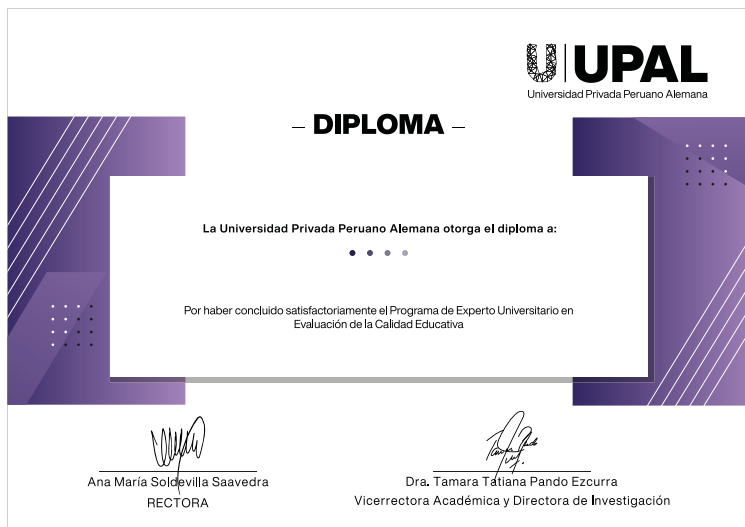 UPAL
Universidad Privada Peruano Alemana
– DIPLOMA –
La Universidad Privada Peruano Alemana otorga el diploma a:
Por haber concluido satisfactoriamente el Programa de Experto Universitario en
Evaluación de la Calidad Educativa
Ana María Soldevilla Saavedra
RECTORA
Dra. Tamara Tatiana Pando Ezcurra
Vicerrectora Académica y Directora de Investigación